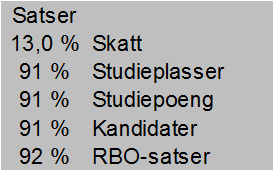 Satser
13,0 % Skatt
91 % Studieplasser
91 % Studiepoeng
91 % Kandidater
92 % RBO-satser